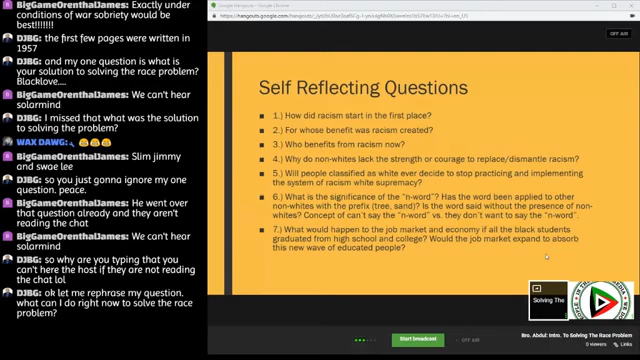 BigGameOrenthalJames: Exactly under
conditions of war sobriety would be
best!!!!!!!
DJBG: the first few pages were written in
1957
DJBG: and my one question is what is
your solution to solving the race problem?
Blacklove....
BigGameOrenthalJames: We can't hear
solarmind
DJBG: I missed that what was the solution
to solving the problem?
WAX DAWG:
BigGameOrenthalJames: Slim jimmy
and swae lee
DJBG: so you just gonna ignore my one
question. peace.
BigGameOrenthalJames: He went over
that question already and they aren't
reading the chat
BigGameOrenthalJames: We can't hear
solarmind
DJBG: so why are you typing that you
can't here the host if they are not reading
the chat lol
DJBG: ok let me rephrase my question.
what can I do right now to solve the race
problem?
Google Hangouts - Google Chrome
OFF AIR
Self Reflecting Questions
1.) How did racism start in the first place?
2.) For whose benefit was racism created?
3.) Who benefits from racism now?
4.) Why do non-whites lack the strength or courage to replace/dismantle racism?
5.) Will people classified as white ever decide to stop practicing and implementing
the system of racism white supremacy?
6.) What is the significance of the "n-word"? Has the word been applied to other
non-whites with the prefix (tree, sand)? Is the word said without the presence of non-
whites? Concept of can't say the "n-word" vs. they don't want to say the "n-word".
7.) What would happen to the job market and economy if all the black students
graduated from high school and college? Would the job market expand to absorb
this new wave of educated people?
Solving The
Start broadcast
OFF AIR
Bro. Abdul: Intro. To Solving The Race Problem
0 viewers
Links